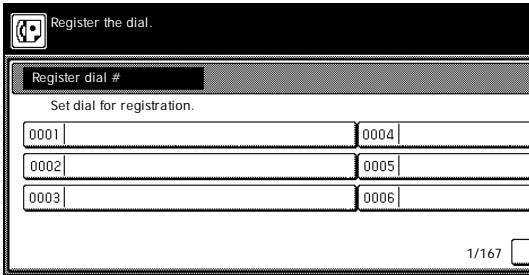 Register the dial.
Register dial #
Set dial for registration.
0001 0004
0002 0005
0003 0006
1/167